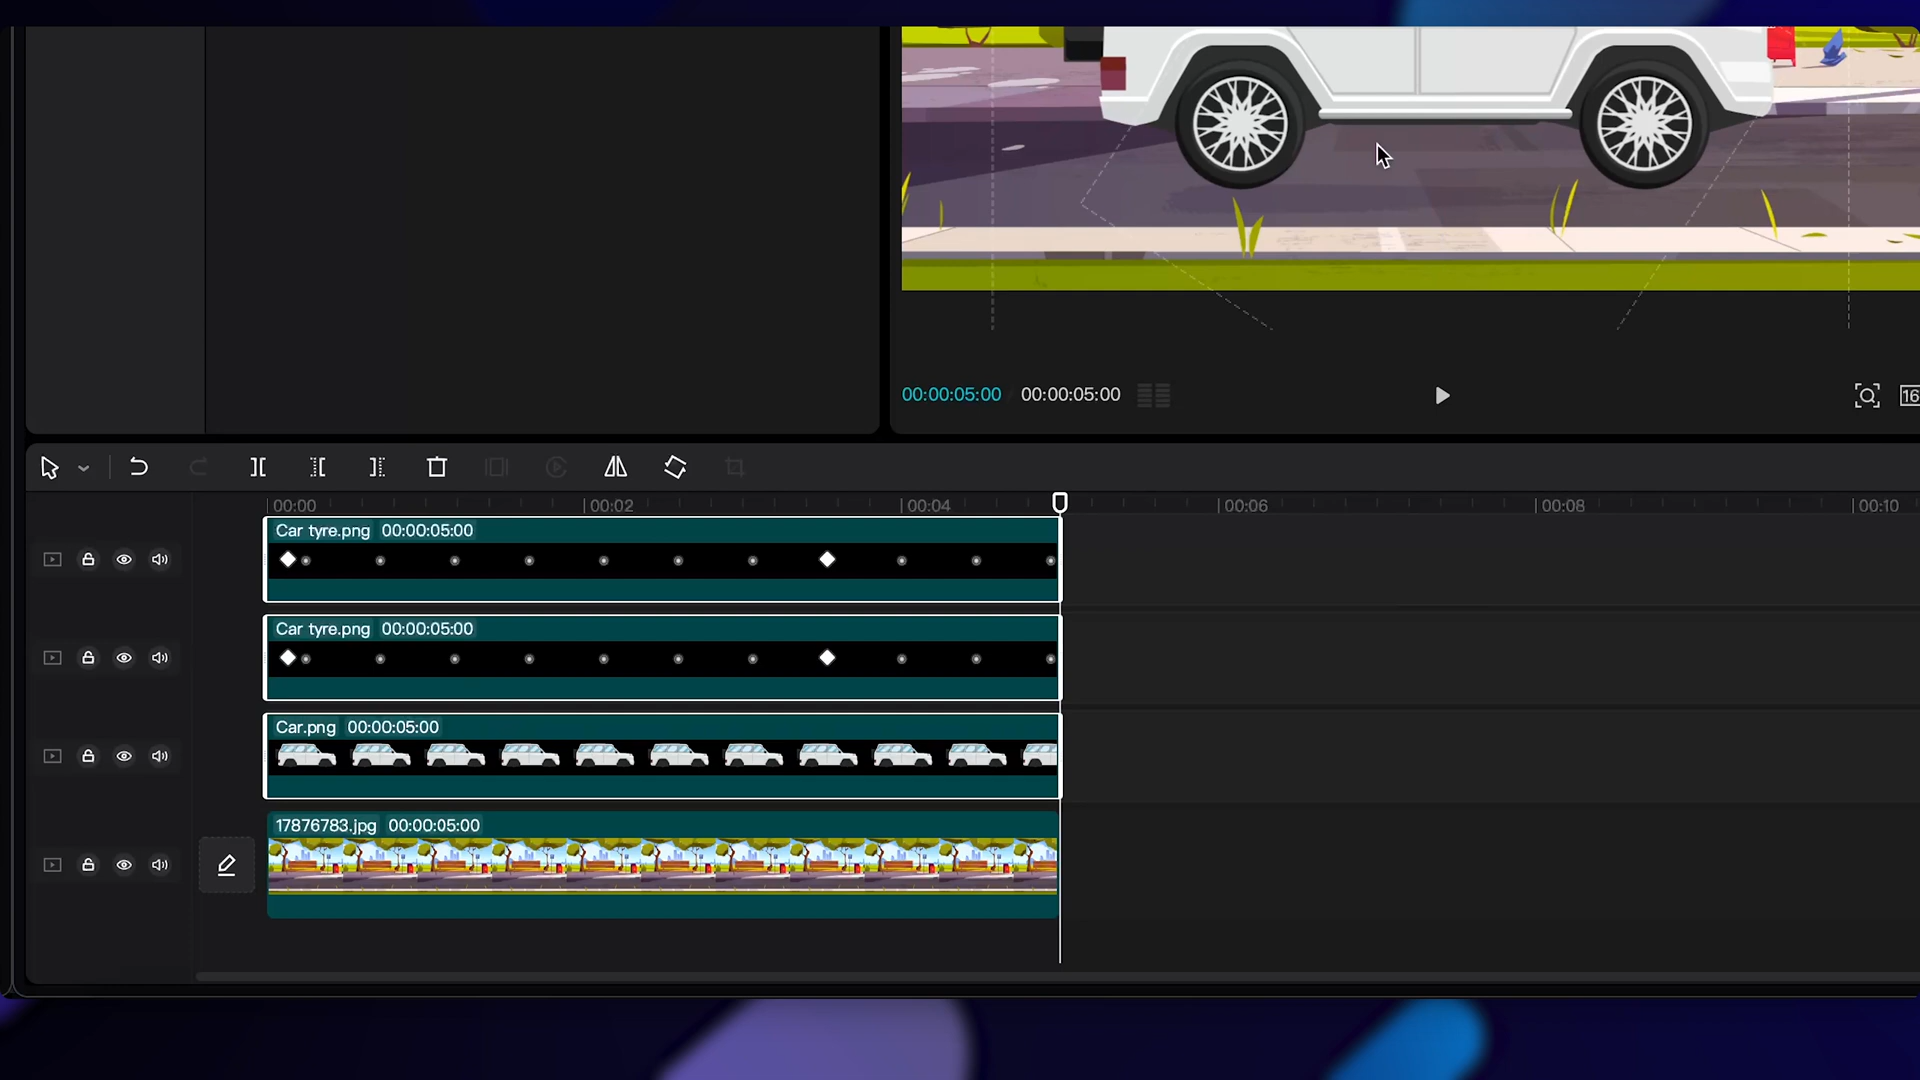 00:00:05:00 00:00:05:00
16
00:00 00:02 00:04 00:06 00:08 00:10
Car tyre.png 00:00:05:00
Car tyre.png 00:00:05:00
Car.png 00:00:05:00
17876783.jpg 00:00:05:00